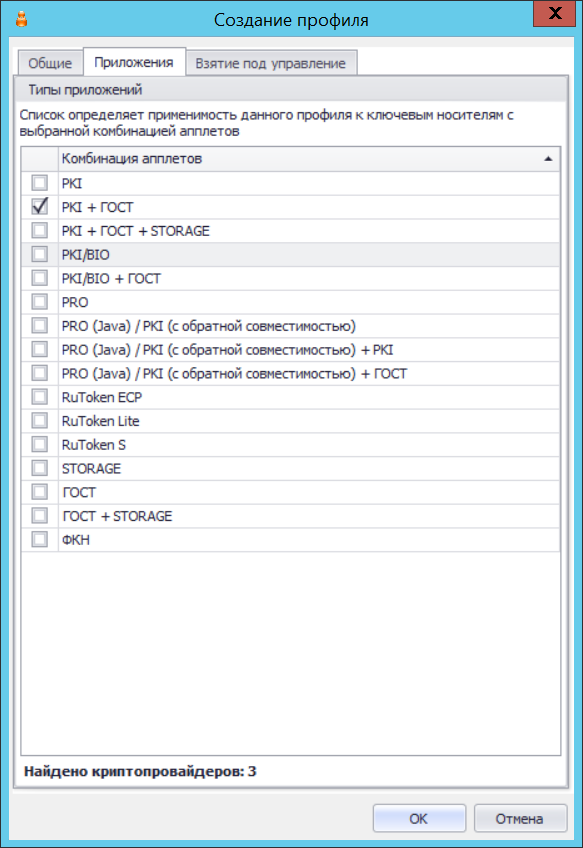 Создание профиля
X
Общие
Приложения
Взятие под управление
Типы приложений
Список определяет применимость данного профиля к ключевым носителям с
выбранной комбинацией апплетов
Комбинация апплетов
PKI
PKI + ГОСТ
PKI + ГОСТ + STORAGE
PKI/BIO
PKI/BIO + ГОСТ
PRO
PRO (Java) / PKI (с обратной совместимостью)
PRO (Java) / PKI (с обратной совместимостью) + PKI
PRO (Java) / PKI (с обратной совместимостью) + ГОСТ
RuToken ECP
RuToken Lite
RuToken S
STORAGE
ГОСТ
ГОСТ + STORAGE
ФКН
Найдено криптопровайдеров: 3
OK
Отмена